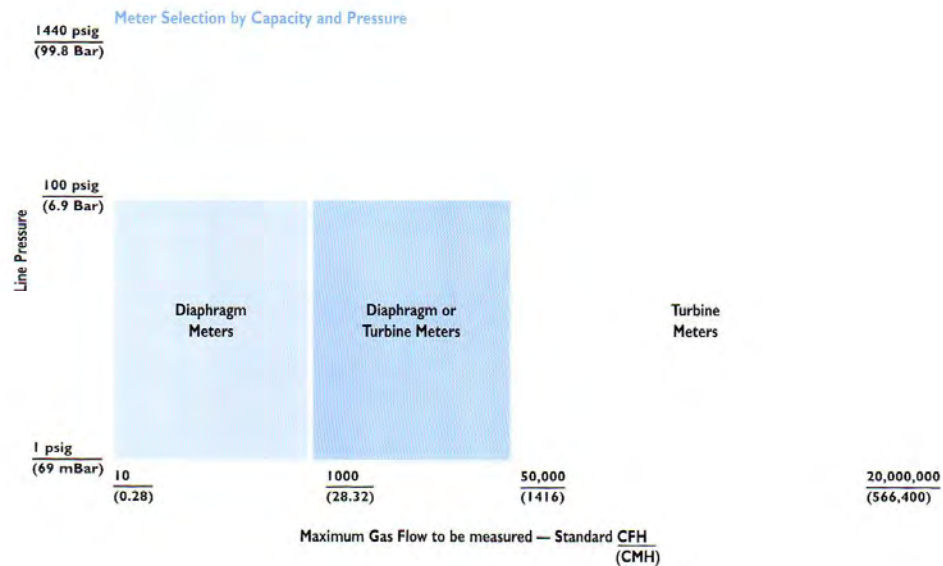 Meter Selection by Capacity and Pressure
1440 psig
(99.8 Bar)
100 psig
(6.9 Bar)
Line Pressure
Diaphragm
Meters
Diaphragm or
Turbine Meters
Turbine
Meters
1 psig
(69 mBar)
10
(0.28)
1000
(28.32)
50,000
(1416)
20,000,000
(566,400)
Maximum Gas Flow to be measured — Standard CFH
(CMH)